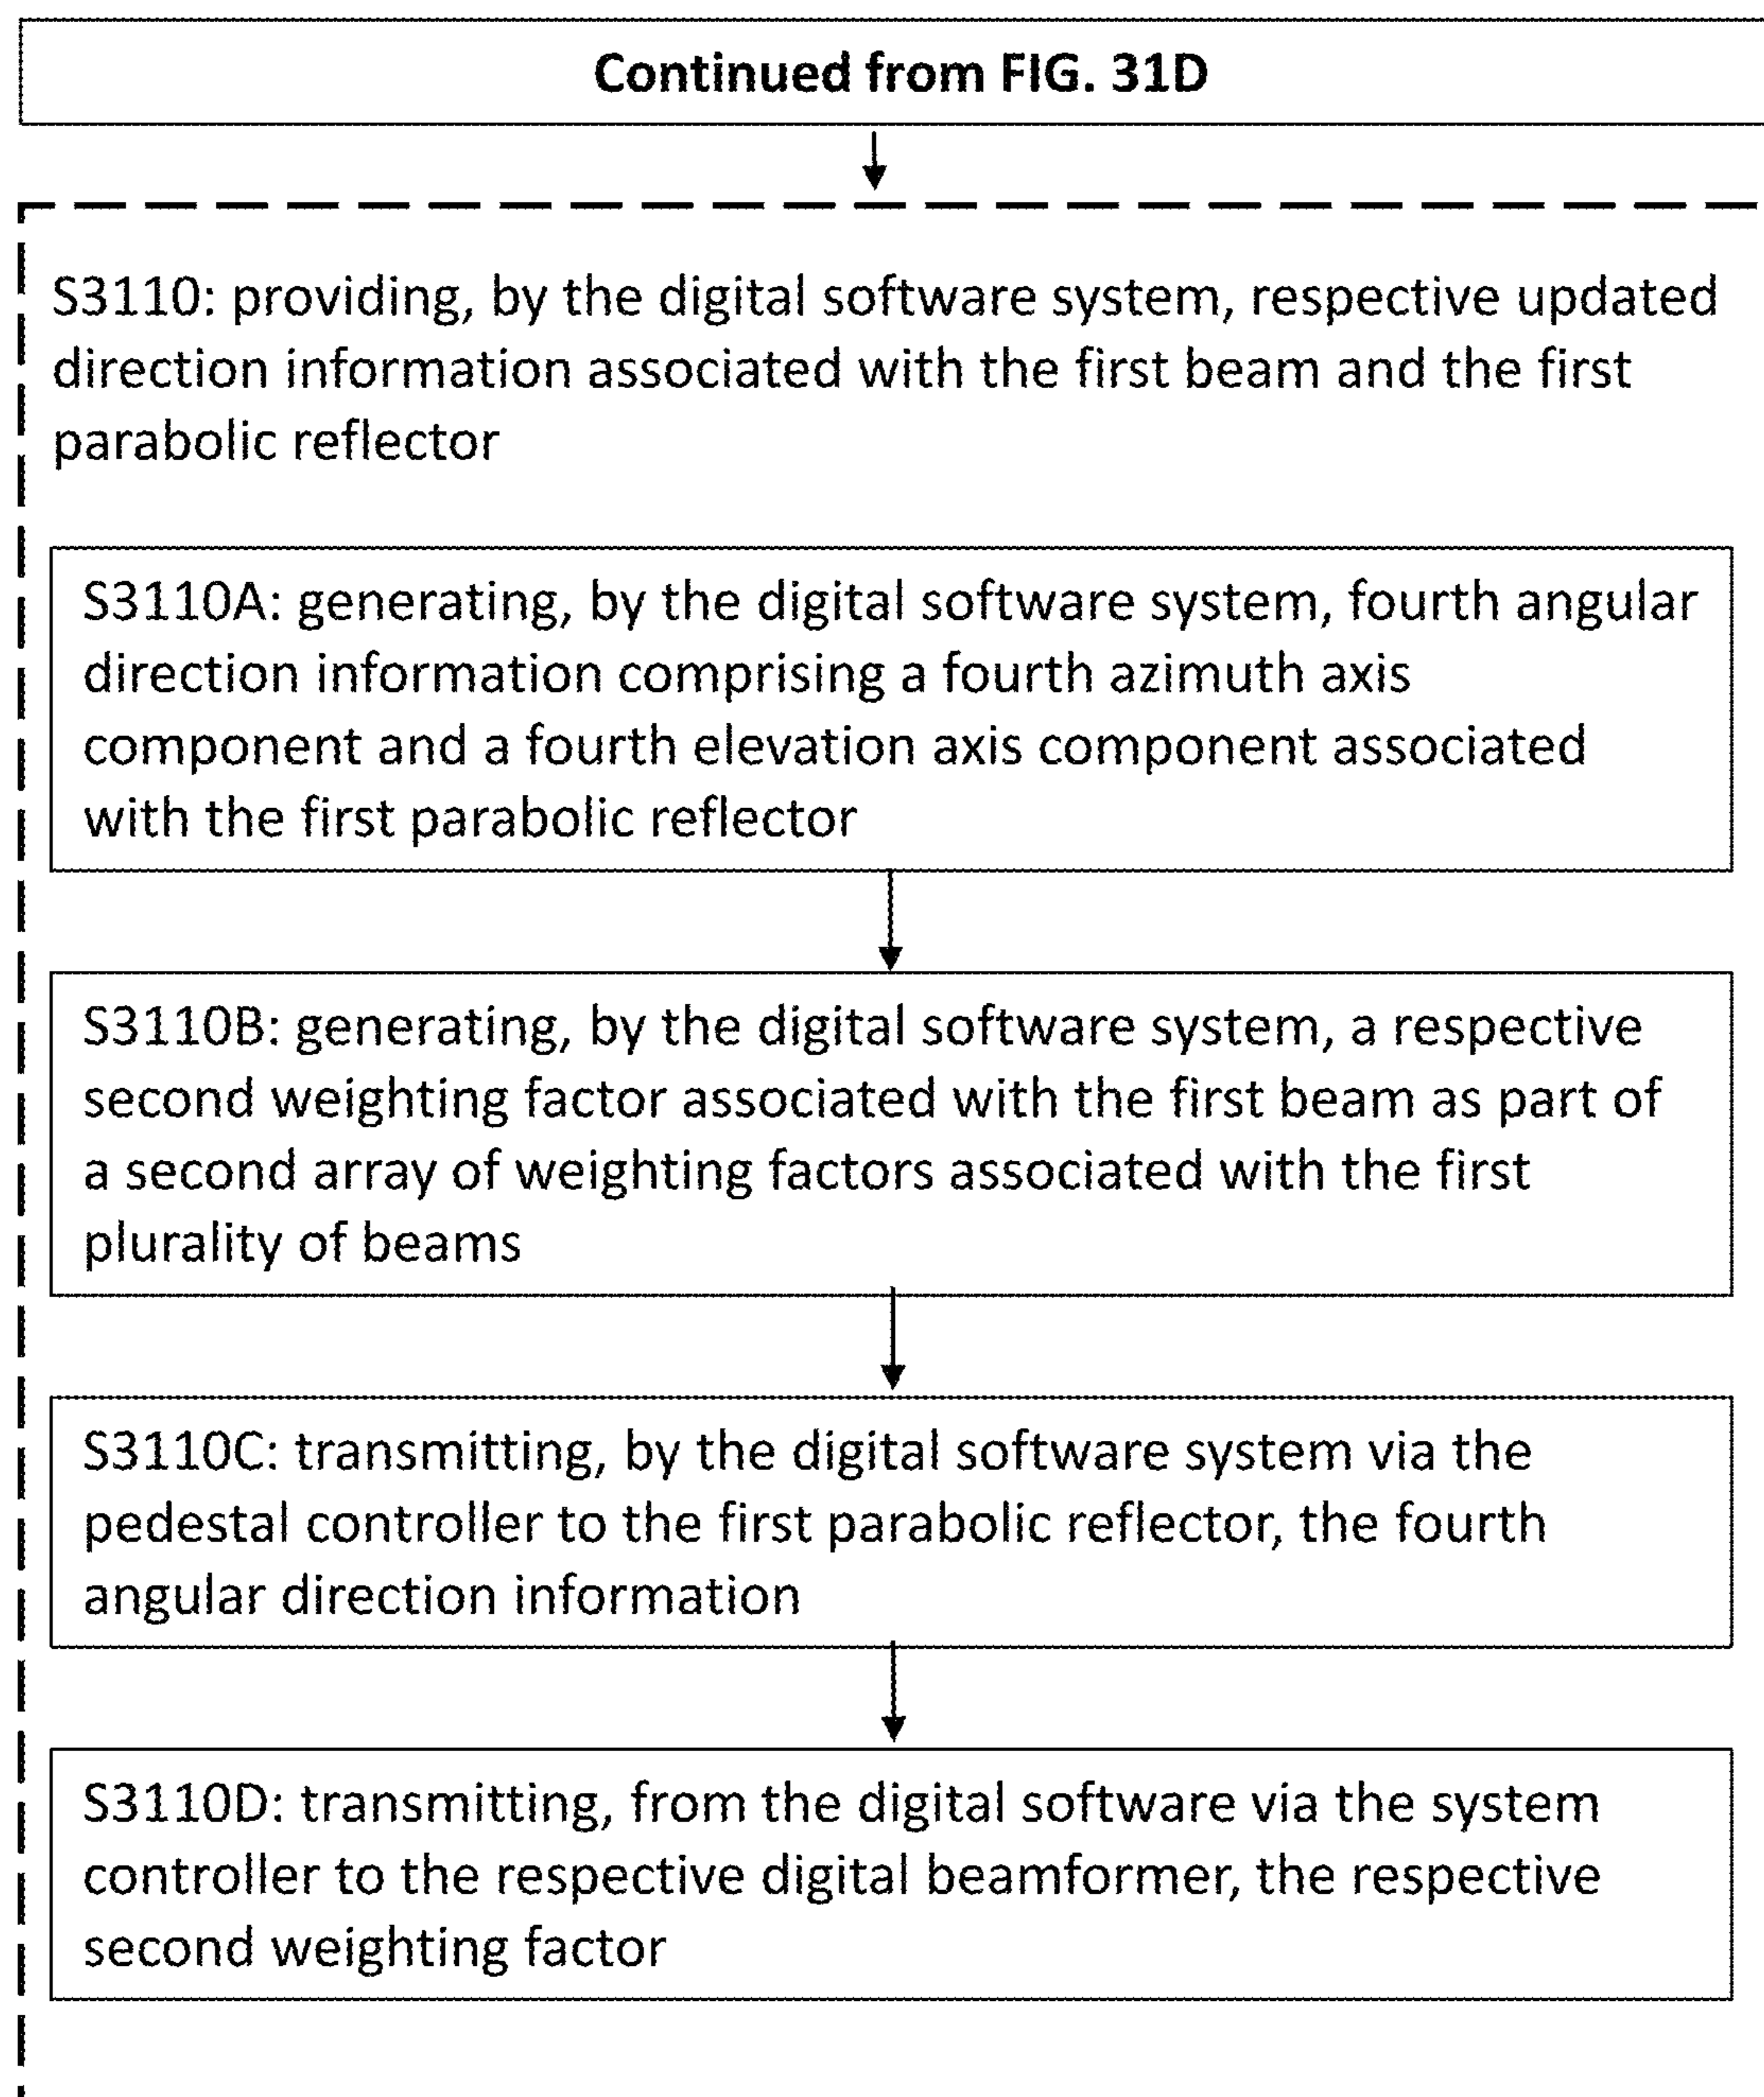 Continued from FIG. 31D
S3110: providing, by the digital software system, respective updated
direction information associated with the first beam and the first
parabolic reflector
S3110A: generating, by the digital software system, fourth angular
direction information comprising a fourth azimuth axis
component and a fourth elevation axis component associated
with the first parabolic reflector
S3110B: generating, by the digital software system, a respective
second weighting factor associated with the first beam as part of
a second array of weighting factors associated with the first
plurality of beams
S3110C: transmitting, by the digital software system via the
pedestal controller to the first parabolic reflector, the fourth
angular direction information
S3110D: transmitting, from the digital software via the system
controller to the respective digital beamformer, the respective
second weighting factor